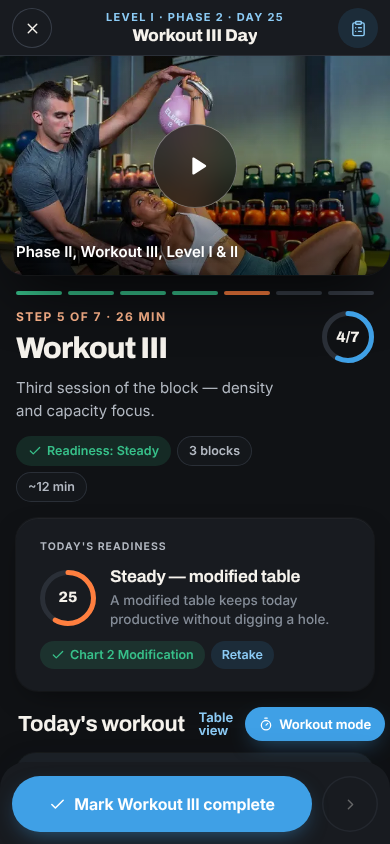 LEVEL I · PHASE 2 · DAY 25
Workout III Day
Phase II, Workout III, Level I & II
STEP 5 OF 7 · 26 MIN
Workout III
4/7
Third session of the block — density
and capacity focus.
Readiness: Steady
3 blocks
~12 min
TODAY'S READINESS
25
Steady — modified table
A modified table keeps today
productive without digging a hole.
Chart 2 Modification
Retake
Today's workout
Table
view
Workout mode
Mark Workout III complete